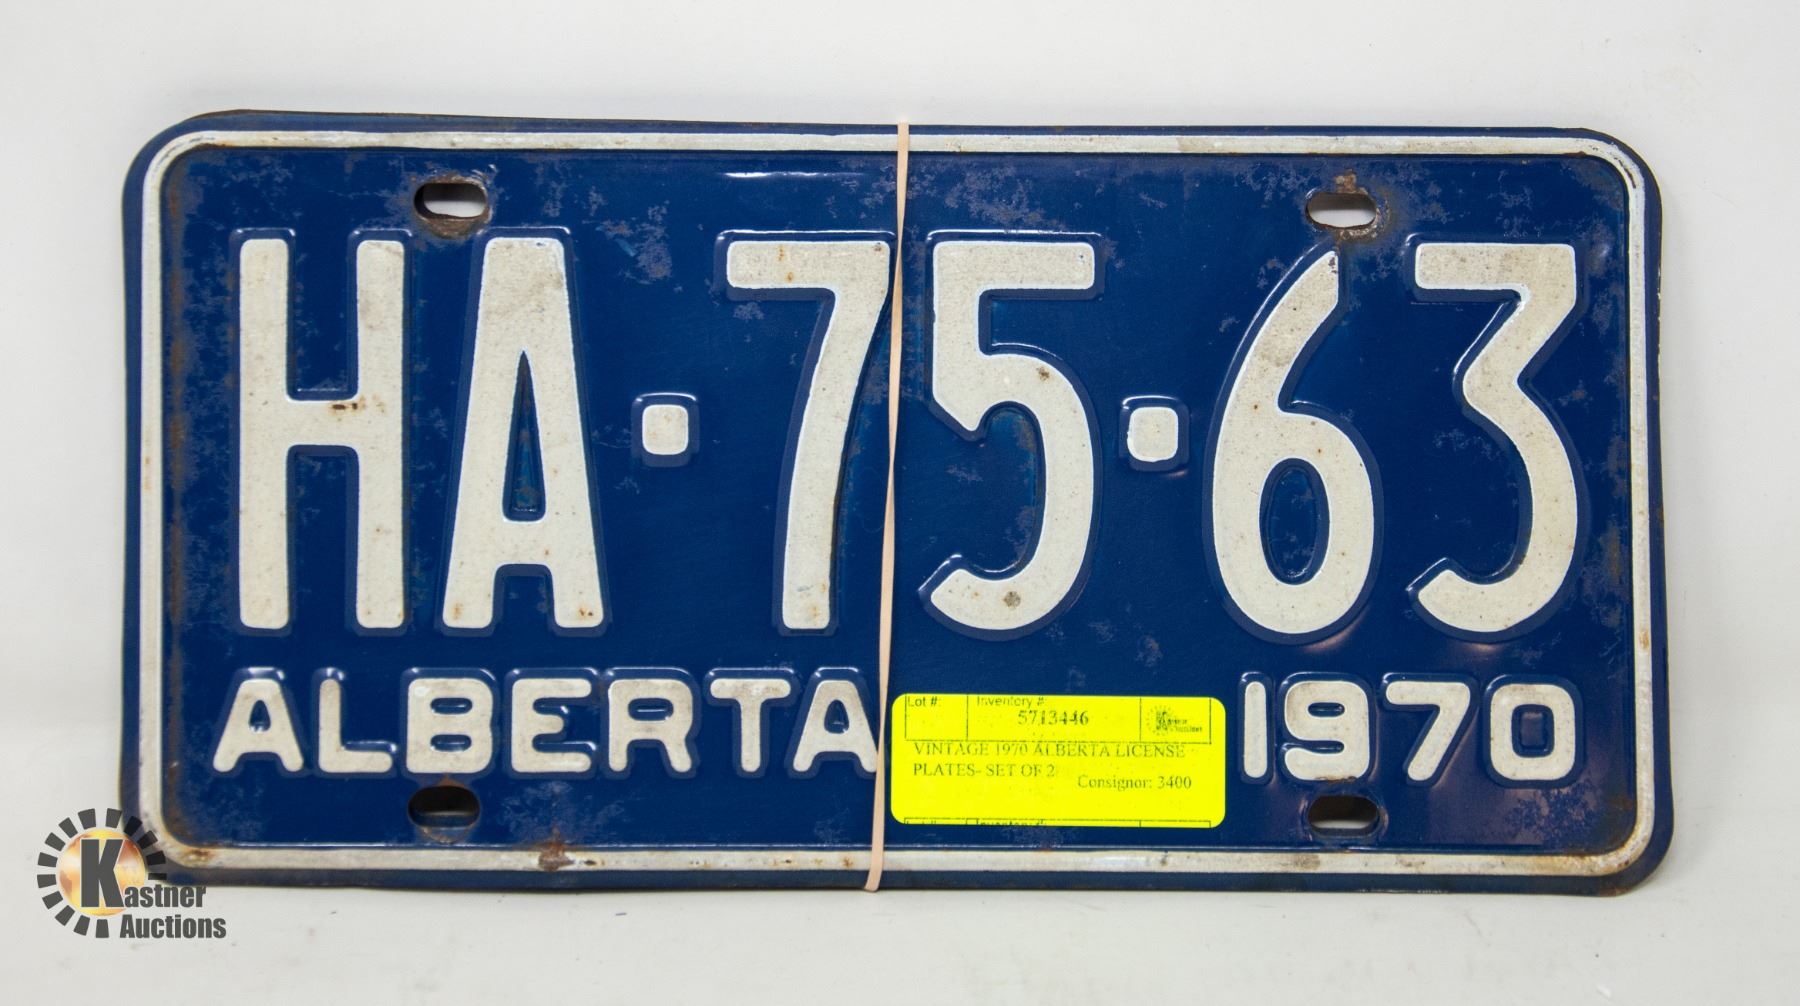 HA·75·63
ALBERTA 1970
Lot #: Inventory #:
5713446
VINTAGE 1970 ALBERTA LICENSE
PLATES- SET OF 2
Consignor: 3400
Kastner
Auctions